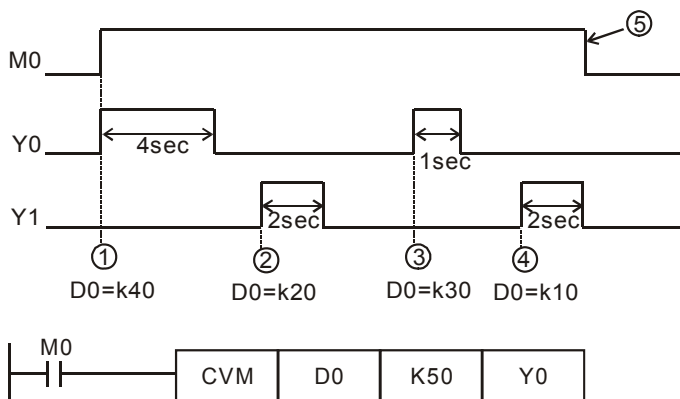 ⑤
M0
Y0
4sec
1sec
Y1
2sec
2sec
① ② ③ ④
D0=k40 D0=k20 D0=k30 D0=k10
M0
CVM D0 K50 Y0